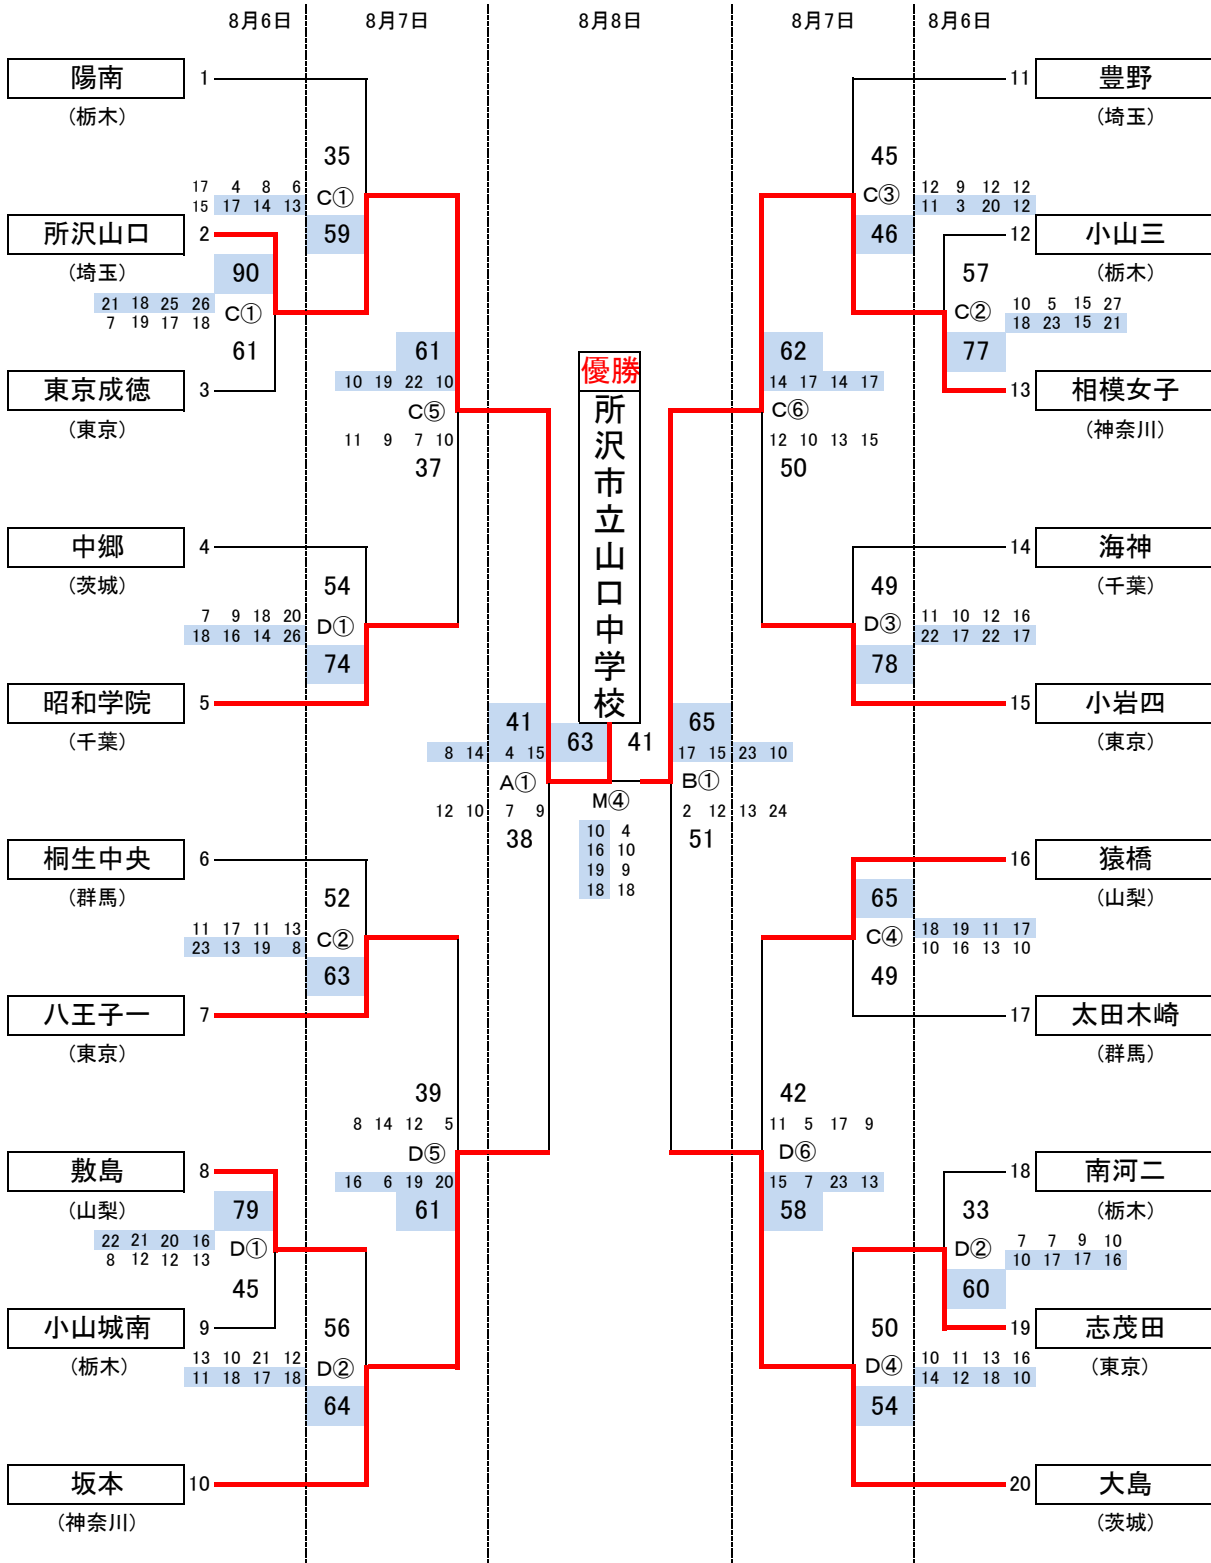 8月6日 8月7日 8月8日 8月7日 8月6日
陽南 1
(栃木)
35
17 4 8 6
15 17 14 13
C①
59
所沢山口 2
(埼玉)
90
21 18 25 26
7 19 17 18
C①
61
東京成徳 3
(東京)
61
10 19 22 10
C⑤
11 9 7 10
37
中郷 4
(茨城)
54
7 9 18 20
18 16 14 26
D①
74
昭和学院 5
(千葉)
41
8 14 4 15
A①
12 10 7 9
38
桐生中央 6
(群馬)
52
11 17 11 13
23 13 19 8
C②
63
八王子一 7
(東京)
39
8 14 12 5
D⑤
16 6 19 20
61
敷島 8
(山梨)
79
22 21 20 16
8 12 12 13
D①
45
小山城南 9
(栃木)
56
13 10 21 12
11 18 17 18
D②
64
坂本 10
(神奈川)
優勝
所沢市立山口中学校
63 41
M④
10 4
16 10
19 9
18 18
11 豊野
(埼玉)
45
C③
12 9 12 12
11 3 20 12
46
12 小山三
(栃木)
57
C②
10 5 15 27
18 23 15 21
77
13 相模女子
(神奈川)
62
14 17 14 17
C⑥
12 10 13 15
50
14 海神
(千葉)
49
D③
11 10 12 16
22 17 22 17
78
15 小岩四
(東京)
65
17 15 23 10
B①
2 12 13 24
51
16 猿橋
(山梨)
65
C④
18 19 11 17
10 16 13 10
49
17 太田木崎
(群馬)
42
11 5 17 9
D⑥
15 7 23 13
58
18 南河二
(栃木)
33
D②
7 7 9 10
10 17 17 16
60
19 志茂田
(東京)
50
D④
10 11 13 16
14 12 18 10
54
20 大島
(茨城)